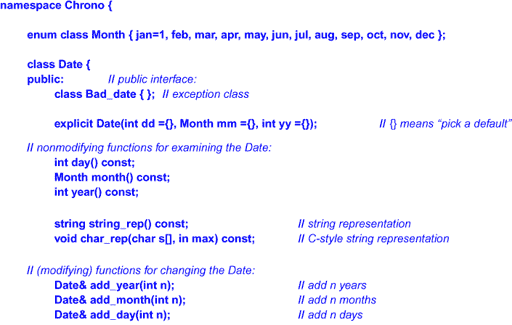 namespace Chrono {
enum class Month { jan=1, feb, mar, apr, may, jun, jul, aug, sep, oct, nov, dec };
class Date {
public: // public interface:
class Bad_date { }; // exception class
explicit Date(int dd ={}, Month mm ={}, int yy ={}); // {} means “pick a default”
// nonmodifying functions for examining the Date:
int day() const;
Month month() const;
int year() const;
string string_rep() const; // string representation
void char_rep(char s[], in max) const; // C-style string representation
// (modifying) functions for changing the Date:
Date& add_year(int n); // add n years
Date& add_month(int n); // add n months
Date& add_day(int n); // add n days